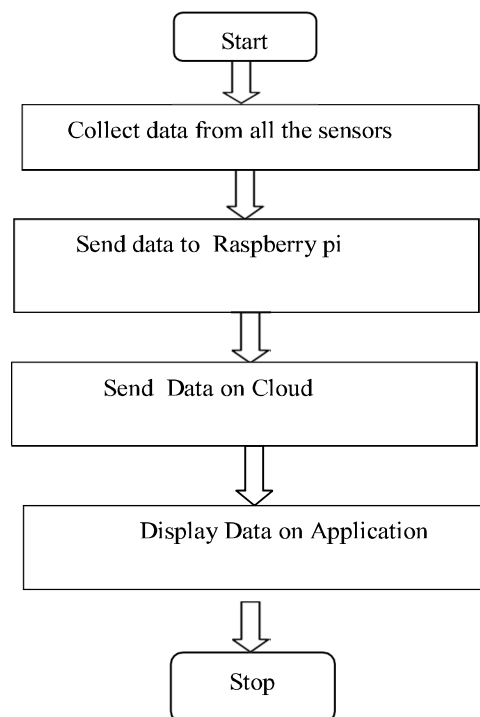 Start
Collect data from all the sensors
Send data to Raspberry pi
Send Data on Cloud
Display Data on Application
Stop